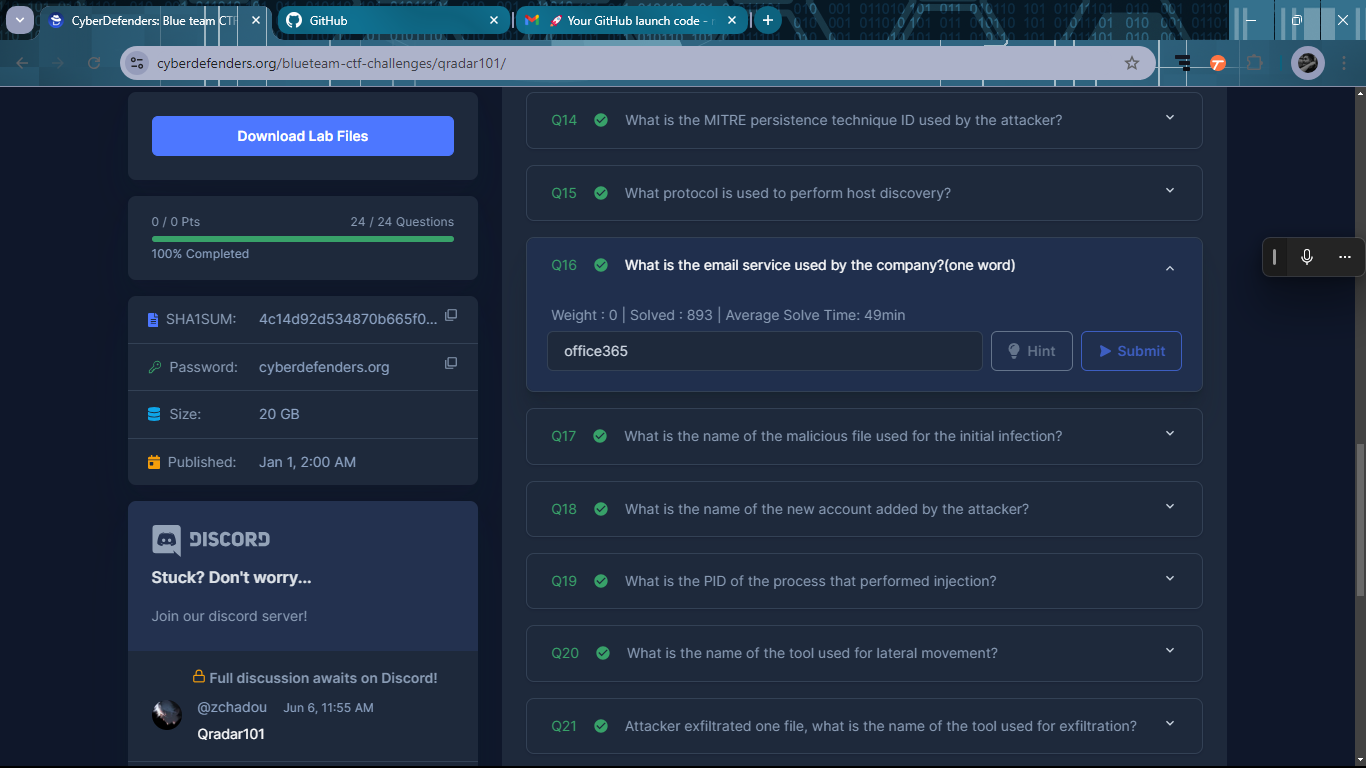 CyberDefenders: Blue team CTF
GitHub
Your GitHub launch code -
cyberdefenders.org/blueteam-ctf-challenges/qradar101/
Download Lab Files
0 / 0 Pts 24 / 24 Questions
100% Completed
SHA1SUM: 4c14d92d534870b665f0...
Password: cyberdefenders.org
Size: 20 GB
Published: Jan 1, 2:00 AM
DISCORD
Stuck? Don't worry...
Join our discord server!
Full discussion awaits on Discord!
@zchadou Jun 6, 11:55 AM
Qradar101
Q14 What is the MITRE persistence technique ID used by the attacker?
Q15 What protocol is used to perform host discovery?
Q16 What is the email service used by the company?(one word)
Weight : 0 | Solved : 893 | Average Solve Time: 49min
office365 Hint Submit
Q17 What is the name of the malicious file used for the initial infection?
Q18 What is the name of the new account added by the attacker?
Q19 What is the PID of the process that performed injection?
Q20 What is the name of the tool used for lateral movement?
Q21 Attacker exfiltrated one file, what is the name of the tool used for exfiltration?